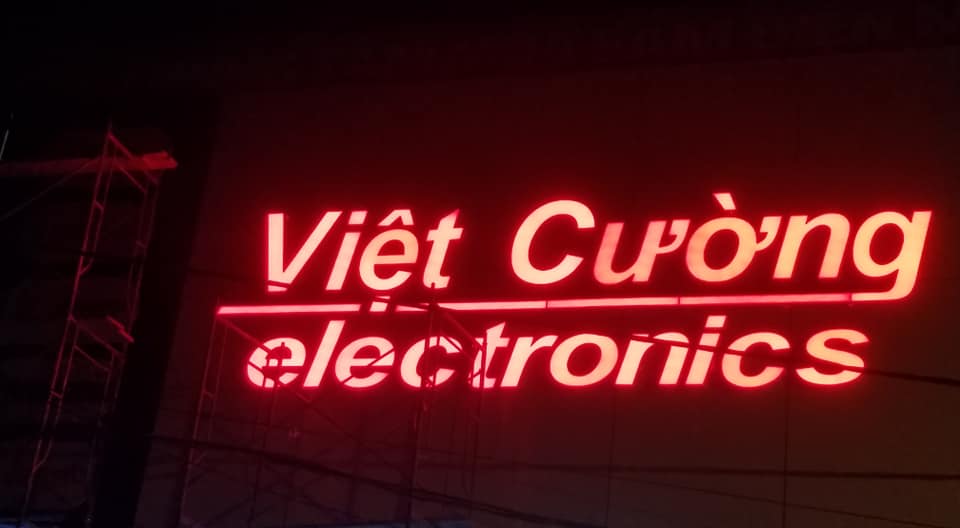 Việt Cường
electronics